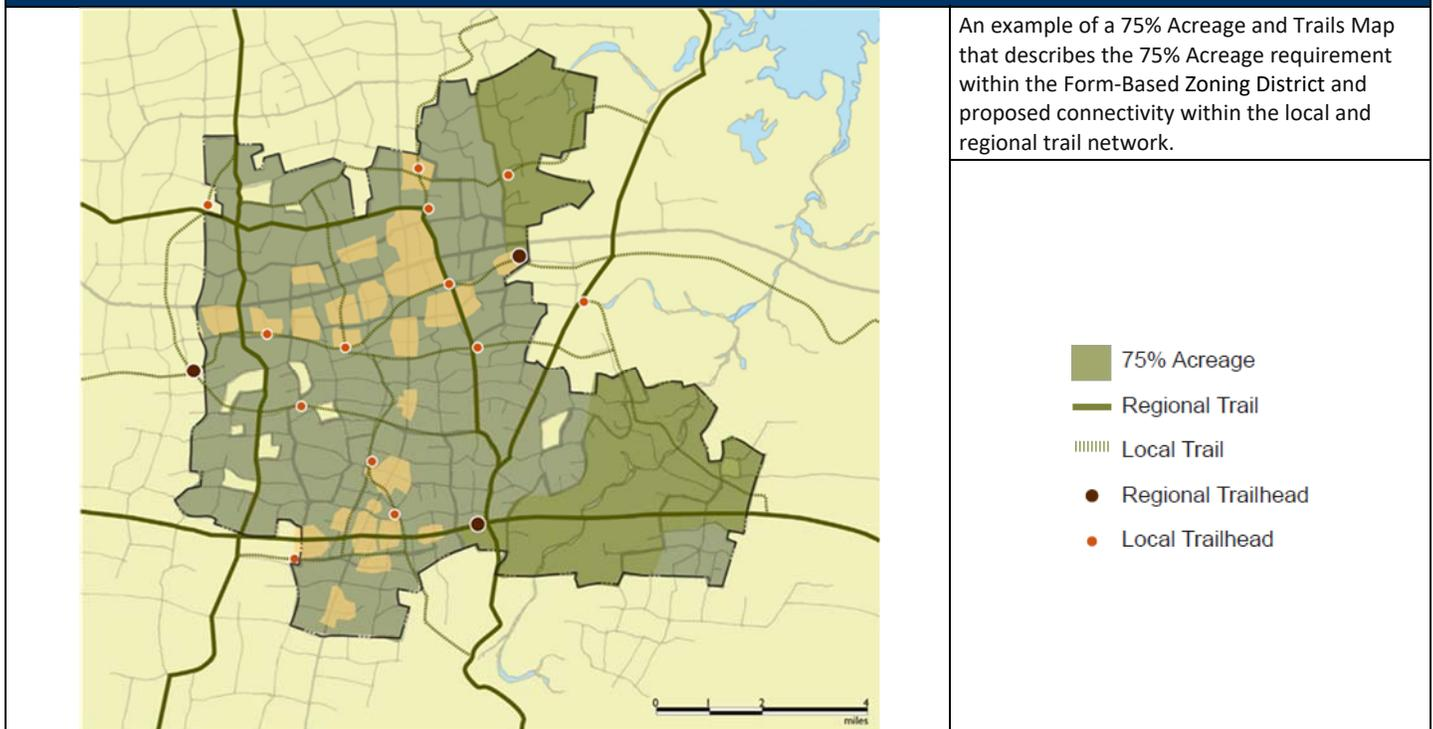 An example of a 75% Acreage and Trails Map
that describes the 75% Acreage requirement
within the Form-Based Zoning District and
proposed connectivity within the local and
regional trail network.
75% Acreage
Regional Trail
Local Trail
Regional Trailhead
Local Trailhead
0 1 2 4
miles